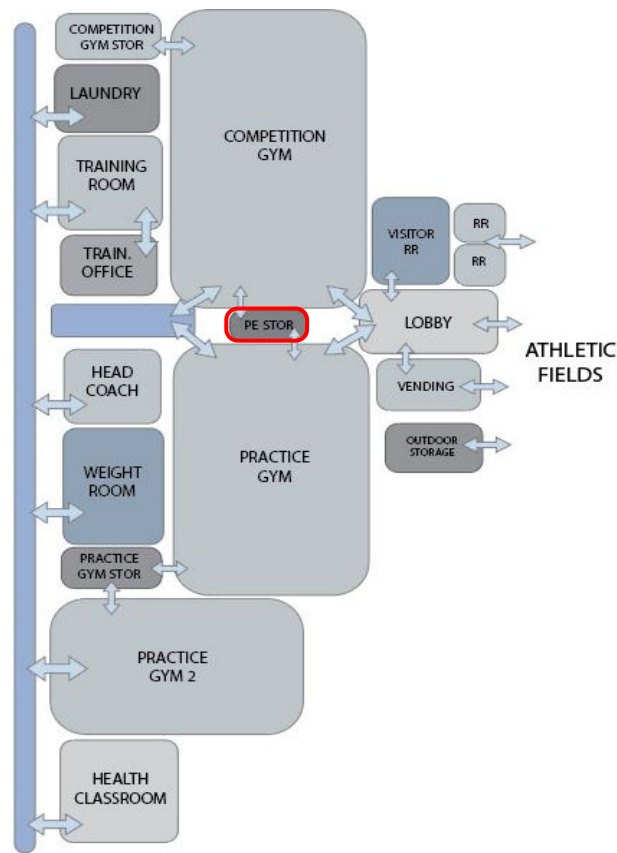 COMPETITION
GYM STOR
LAUNDRY
TRAINING
ROOM
TRAIN.
OFFICE
COMPETITION
GYM
VISITOR
RR
RR
RR
PE STOR
LOBBY
ATHLETIC
FIELDS
VENDING
OUTDOOR
STORAGE
HEAD
COACH
WEIGHT
ROOM
PRACTICE
GYM
PRACTICE
GYM STOR
PRACTICE
GYM 2
HEALTH
CLASSROOM